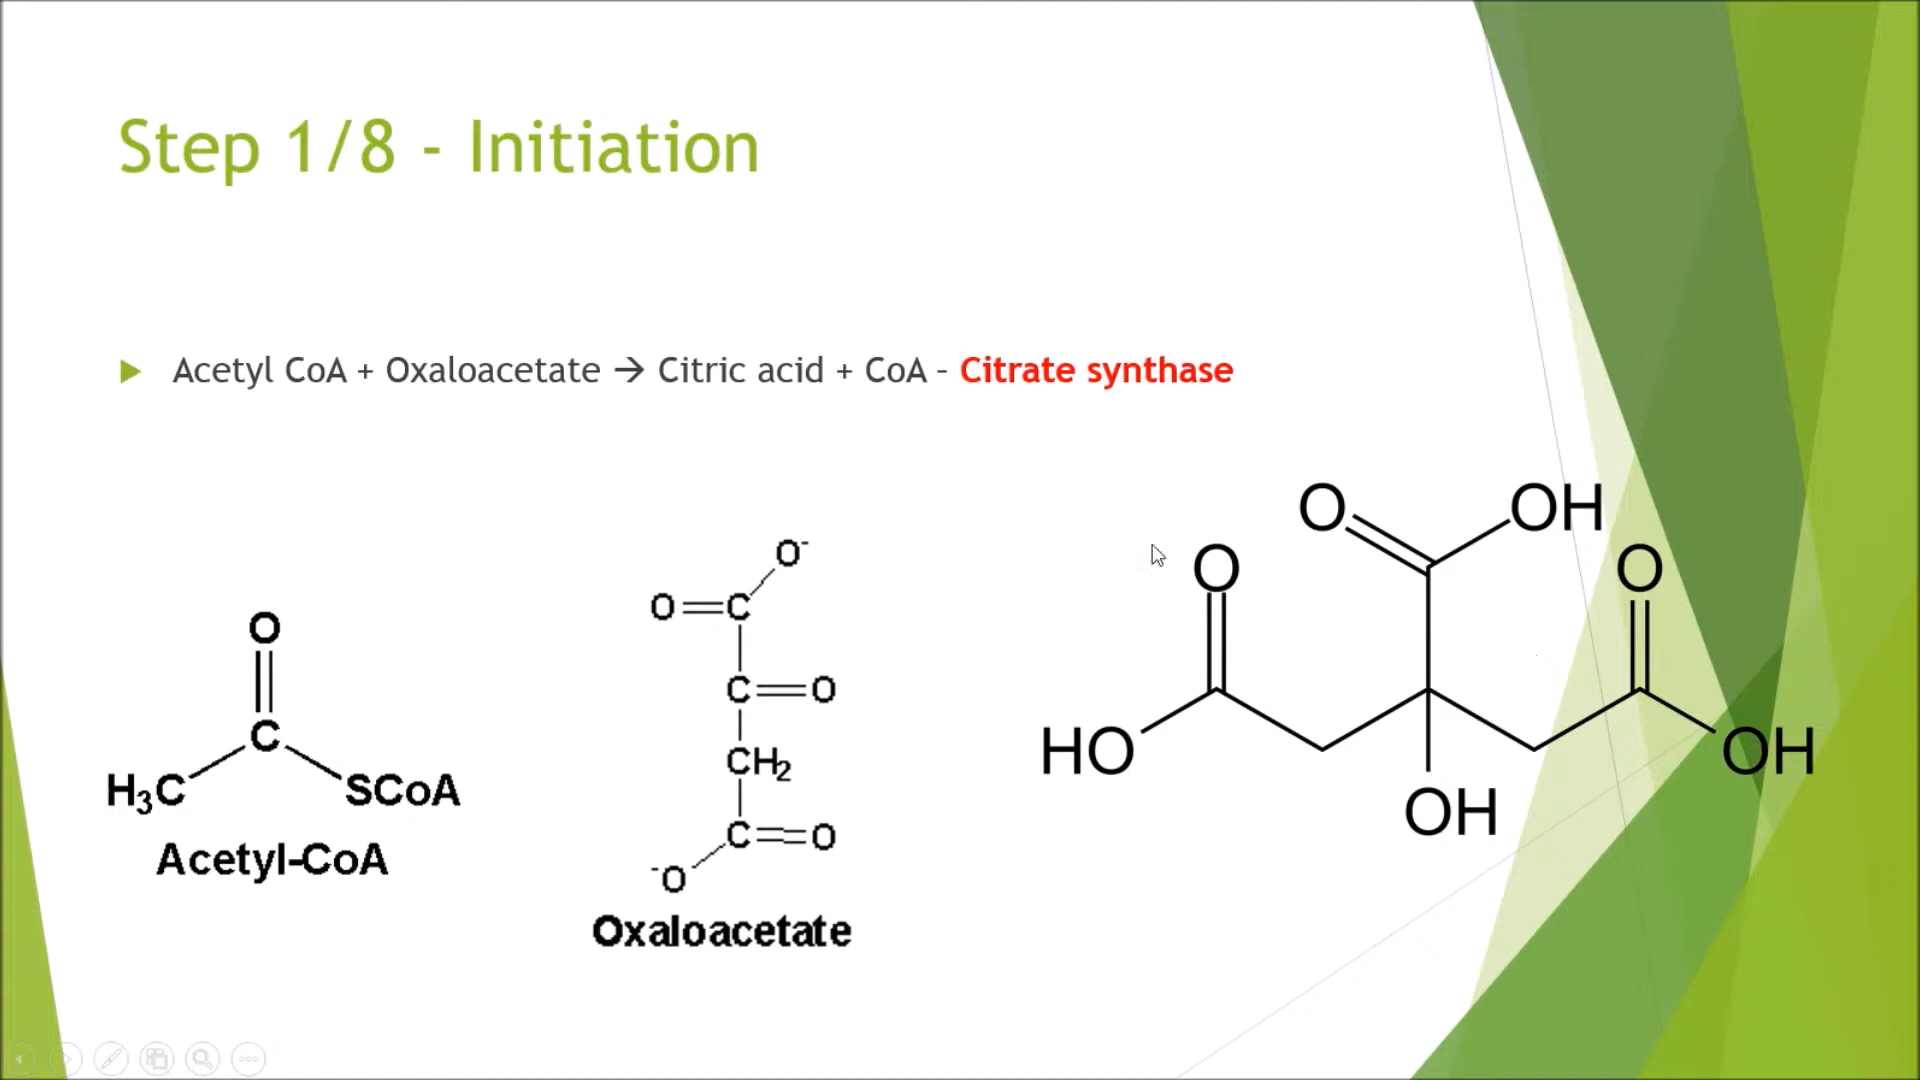 Step 1/8 - Initiation
Acetyl CoA + Oxaloacetate → Citric acid + CoA - Citrate synthase
O
C
H₃C
SCoA
Acetyl-CoA
O⁻
O=C
C=O
CH₂
C=O
⁻O
Oxaloacetate
O
OH
O
O
HO
OH
OH